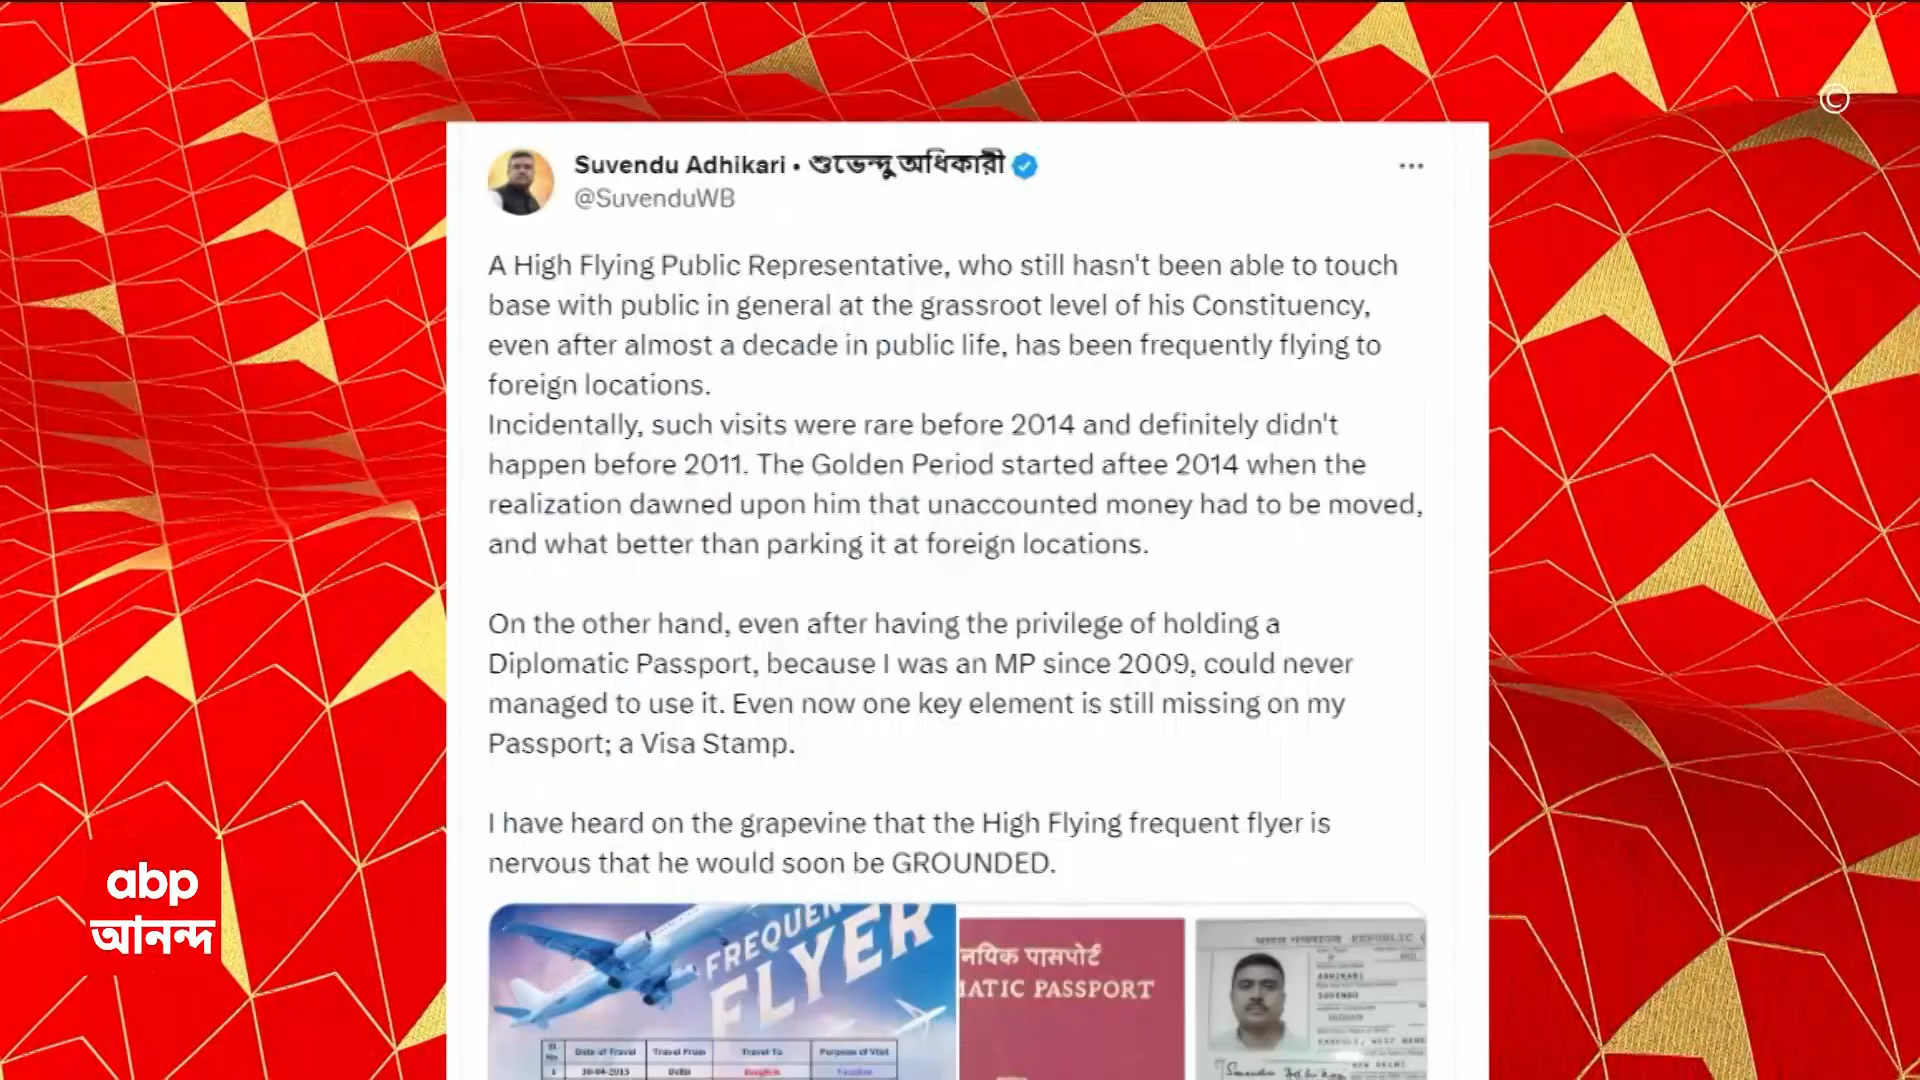 ©
Suvendu Adhikari • শুভেন্দু অধিকারী
@SuvenduWB
A High Flying Public Representative, who still hasn't been able to touch
base with public in general at the grassroot level of his Constituency,
even after almost a decade in public life, has been frequently flying to
foreign locations.
Incidentally, such visits were rare before 2014 and definitely didn't
happen before 2011. The Golden Period started aftee 2014 when the
realization dawned upon him that unaccounted money had to be moved,
and what better than parking it at foreign locations.
On the other hand, even after having the privilege of holding a
Diplomatic Passport, because I was an MP since 2009, could never
managed to use it. Even now one key element is still missing on my
Passport; a Visa Stamp.
I have heard on the grapevine that the High Flying frequent flyer is
nervous that he would soon be GROUNDED.
abp
আনন্দ
FREQUEN
FLYER
Sl. No. Date of Travel Travel From Travel To Purpose of Visit
1 Delhi Bangkok
नयिक पासपोर्ट
MATIC PASSPORT
REPUBLIC
ADHIKARI
SUVENDU
NEW DELHI